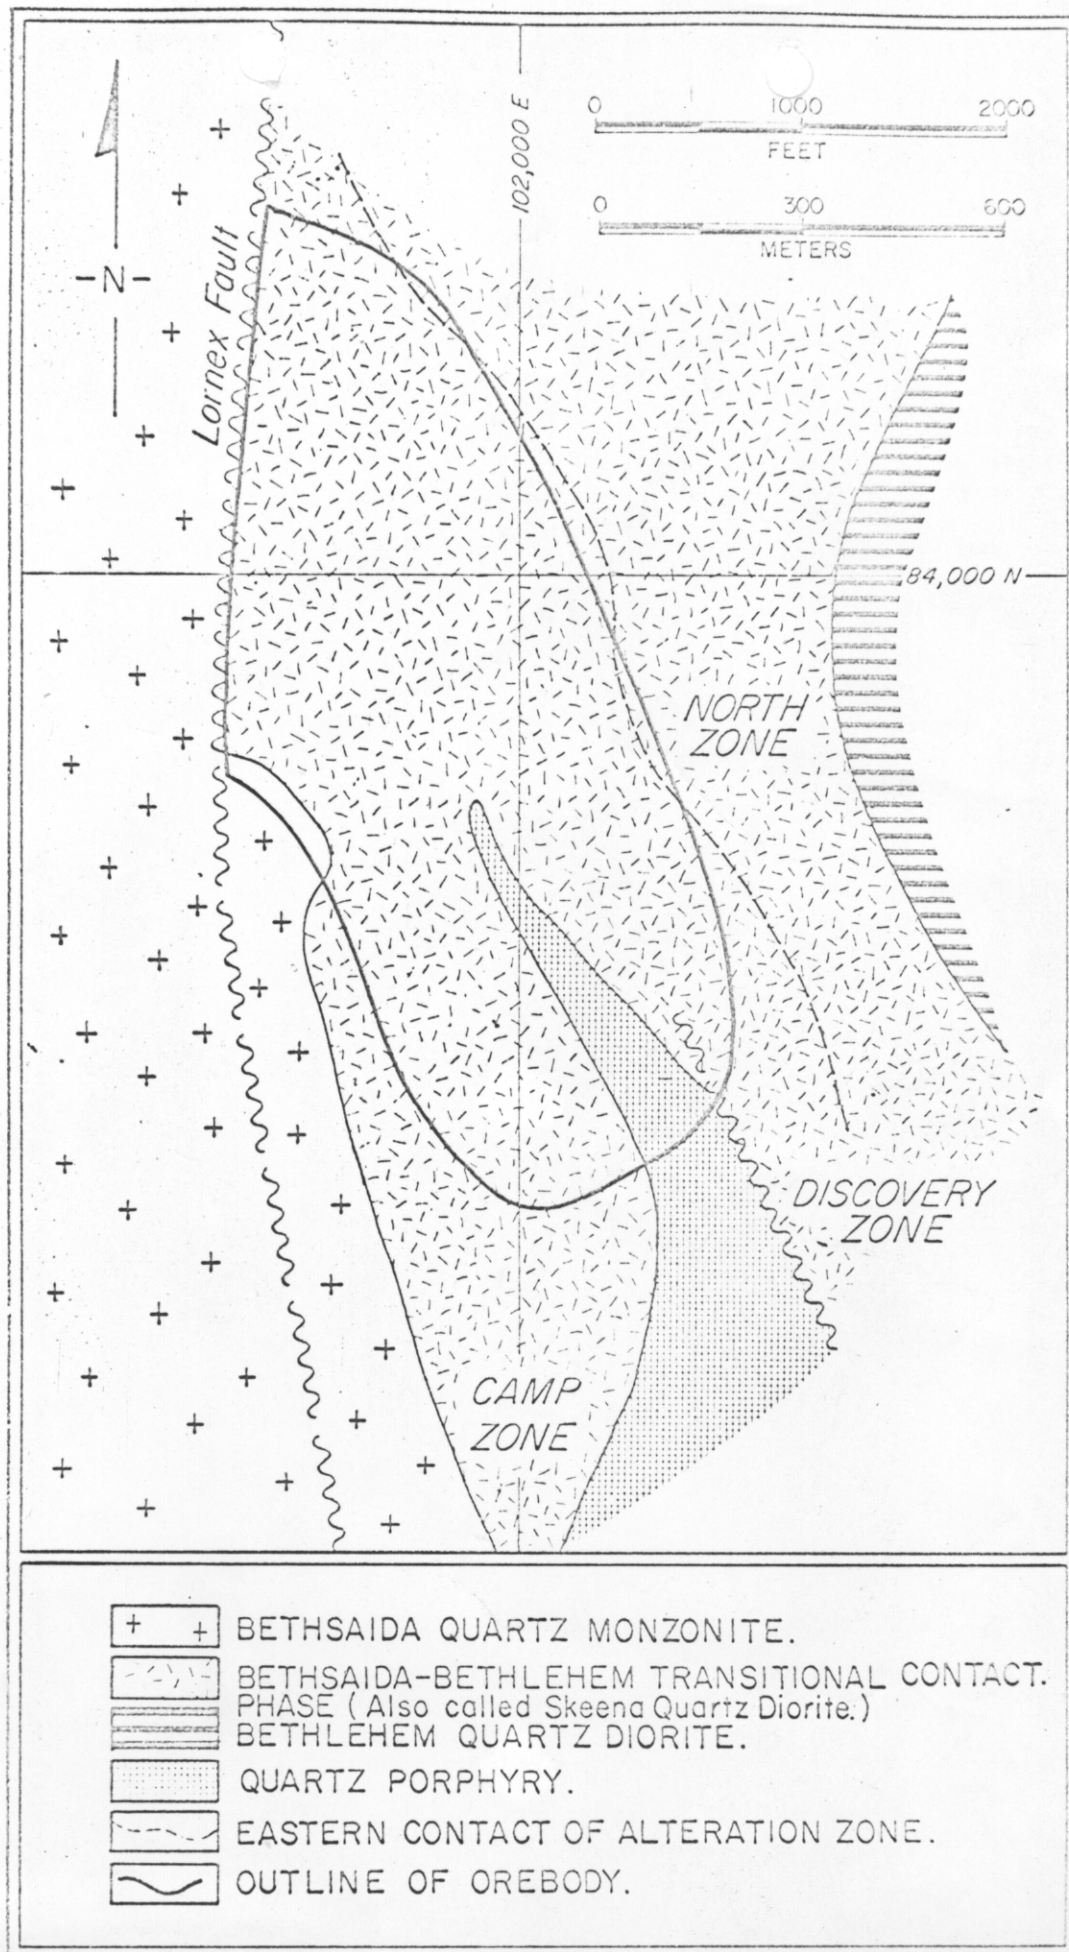 102,000 E
0 1000 2000
FEET
0 300 600
METERS
-N-
Lornex Fault
84,000 N
NORTH
ZONE
DISCOVERY
ZONE
CAMP
ZONE
BETHSAIDA QUARTZ MONZONITE.
BETHSAIDA-BETHLEHEM TRANSITIONAL CONTACT.
PHASE (Also called Skeena Quartz Diorite.)
BETHLEHEM QUARTZ DIORITE.
QUARTZ PORPHYRY.
EASTERN CONTACT OF ALTERATION ZONE.
OUTLINE OF OREBODY.